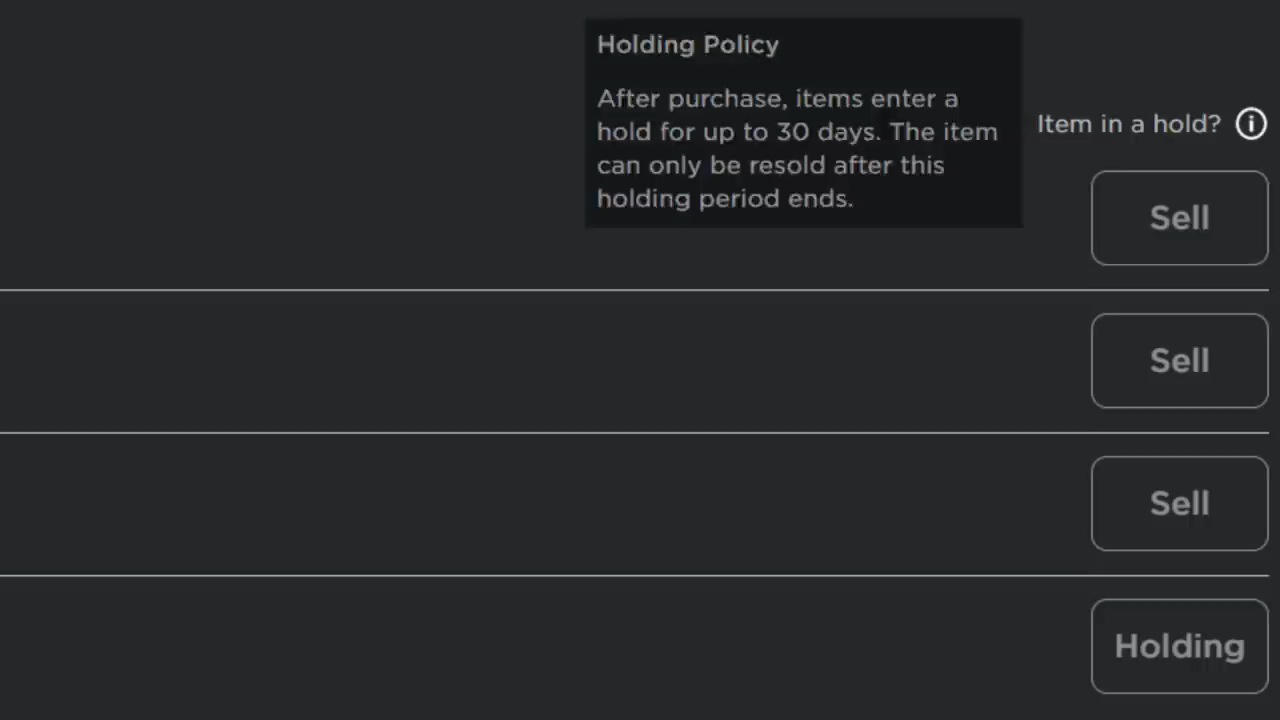 Holding Policy
After purchase, items enter a
hold for up to 30 days. The item
can only be resold after this
holding period ends.
Item in a hold?
Sell
Sell
Sell
Holding